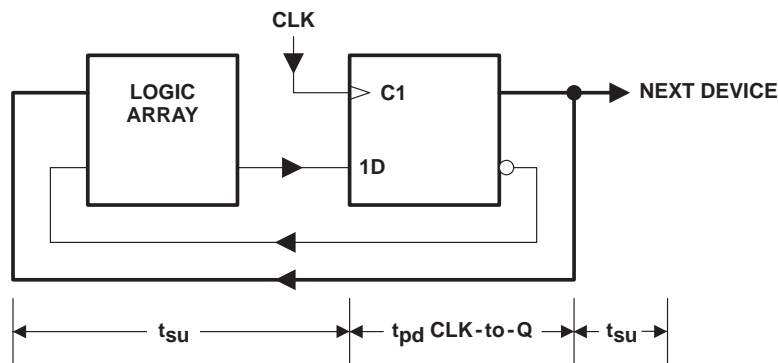 CLK
LOGIC
ARRAY
C1
NEXT DEVICE
1D
tsu
tpd CLK-to-Q
tsu